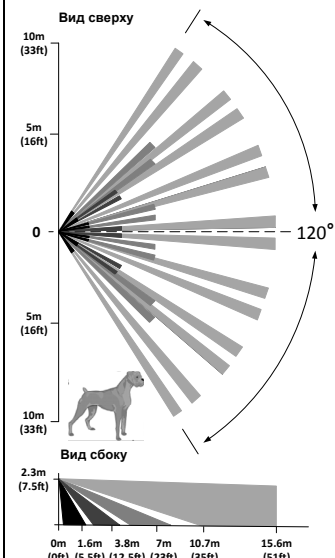 Вид сверху
10m
(33ft)
5m
(16ft)
0
120°
5m
(16ft)
10m
(33ft)
Вид сбоку
2.3m
(7.5ft)
0m 1.6m 3.8m 7m 10.7m 15.6m
(0ft) (5.5ft) (12.5ft) (23ft) (35ft) (51ft)